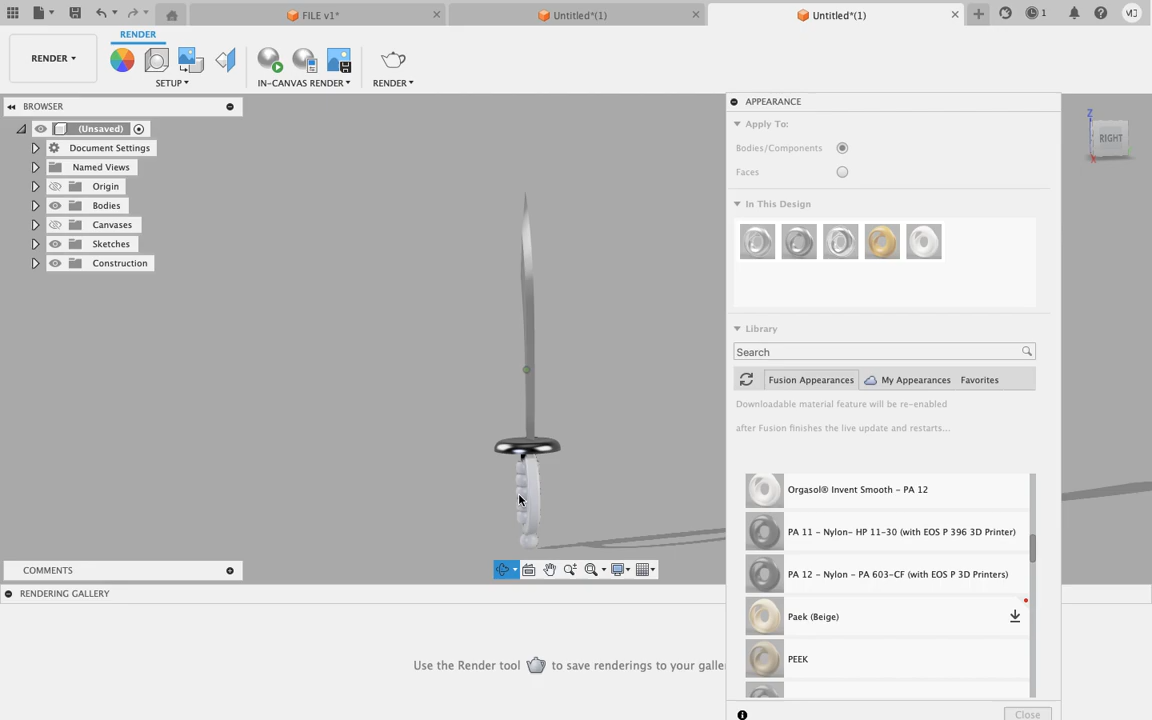 FILE v1*
Untitled*(1)
Untitled*(1)
1
MJ
RENDER
RENDER
SETUP
IN-CANVAS RENDER
RENDER
BROWSER
(Unsaved)
Document Settings
Named Views
Origin
Bodies
Canvases
Sketches
Construction
APPEARANCE
Apply To:
Bodies/Components
Faces
In This Design
Library
Search
Fusion Appearances
My Appearances
Favorites
Downloadable material feature will be re-enabled
after Fusion finishes the live update and restarts...
Orgasol® Invent Smooth - PA 12
PA 11 - Nylon- HP 11-30 (with EOS P 396 3D Printer)
PA 12 - Nylon - PA 603-CF (with EOS P 3D Printers)
Paek (Beige)
PEEK
Close
Z
RIGHT
X
COMMENTS
RENDERING GALLERY
Use the Render tool to save renderings to your galle